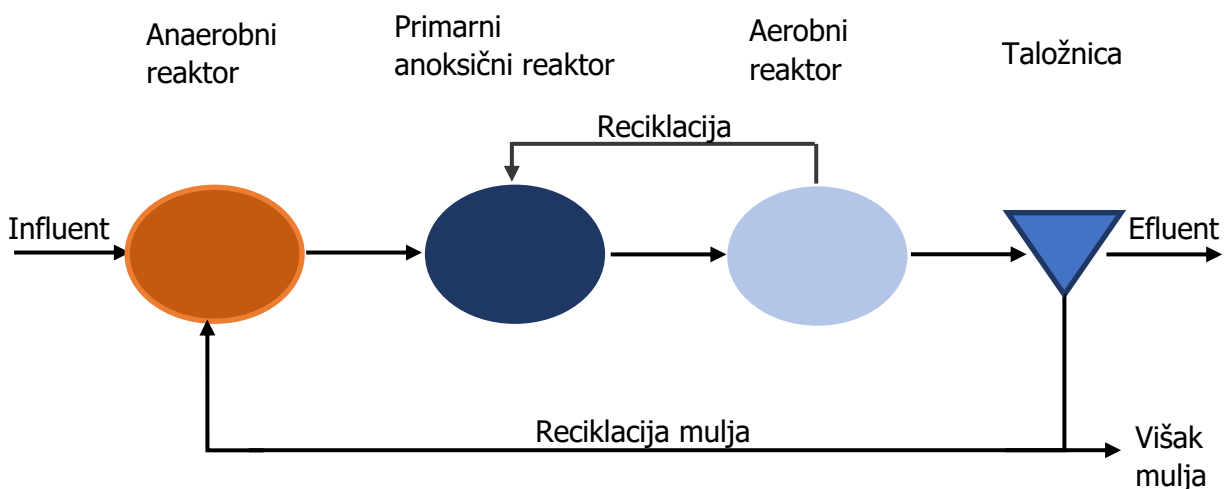 Anaerobni
reaktor
Primarni
anoksični reaktor
Aerobni
reaktor
Taložnica
Reciklacija
Influent
Efluent
Reciklacija mulja
Višak
mulja